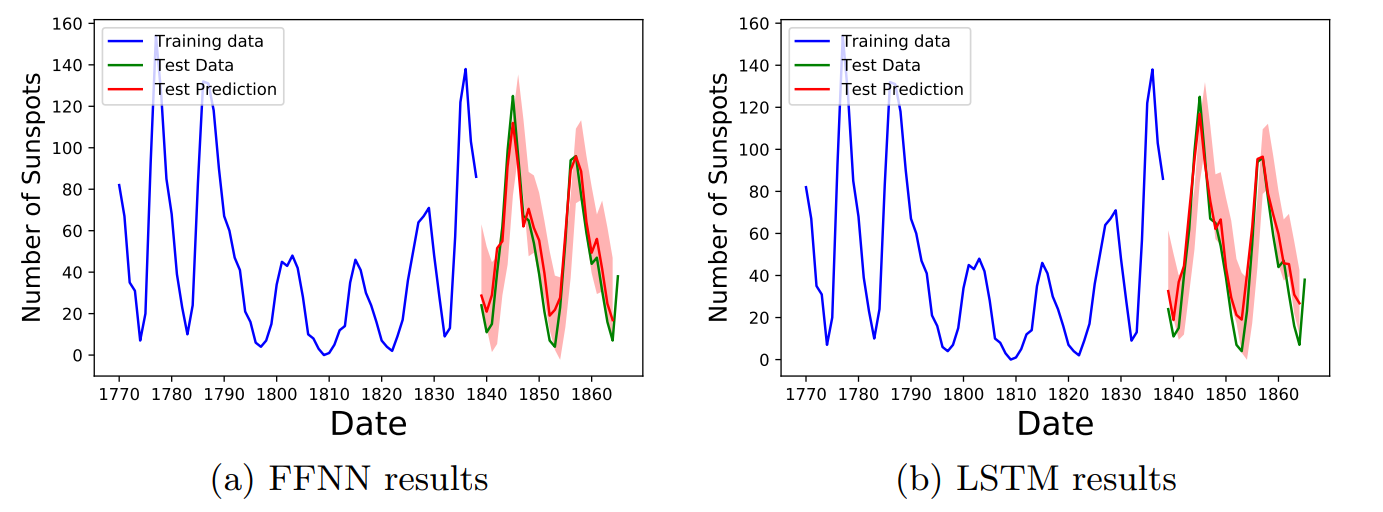 160
140
120
100
80
60
40
20
0
Number of Sunspots
Training data
Test Data
Test Prediction
1770 1780 1790 1800 1810 1820 1830 1840 1850 1860
Date
(a) FFNN results
160
140
120
100
80
60
40
20
0
Number of Sunspots
Training data
Test Data
Test Prediction
1770 1780 1790 1800 1810 1820 1830 1840 1850 1860
Date
(b) LSTM results